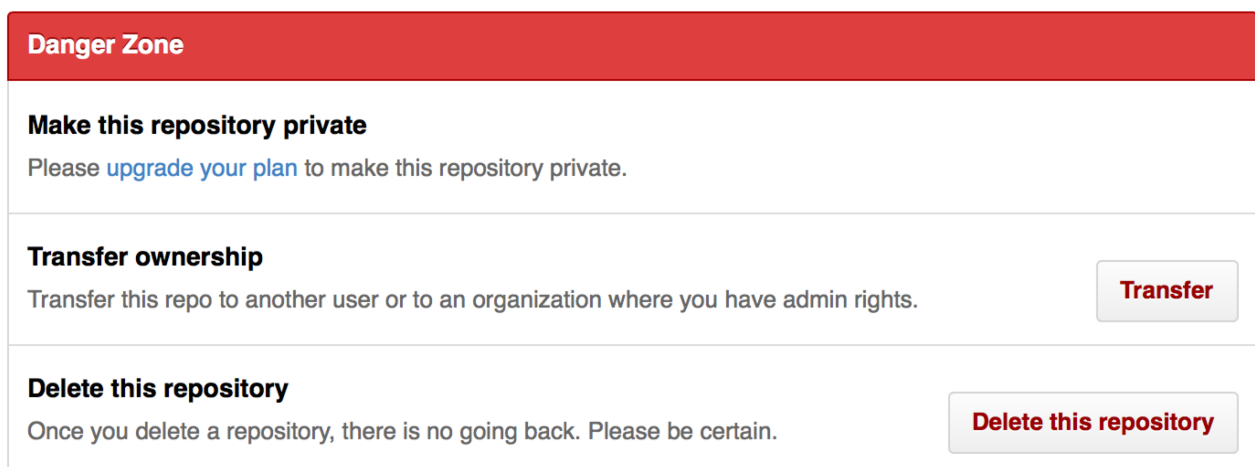 Danger Zone
Make this repository private
Please upgrade your plan to make this repository private.
Transfer ownership
Transfer this repo to another user or to an organization where you have admin rights.
Transfer
Delete this repository
Once you delete a repository, there is no going back. Please be certain.
Delete this repository